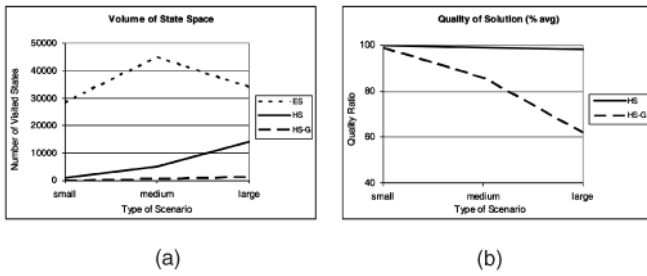 Volume of State Space
Number of Visited States
50000
40000
30000
20000
10000
0
small
medium
large
Type of Scenario
ES
HS
HS-G
(a)
Quality of Solution (% avg)
Quality Ratio
100
80
60
40
small
medium
large
Type of Scenario
HS
HS-G
(b)